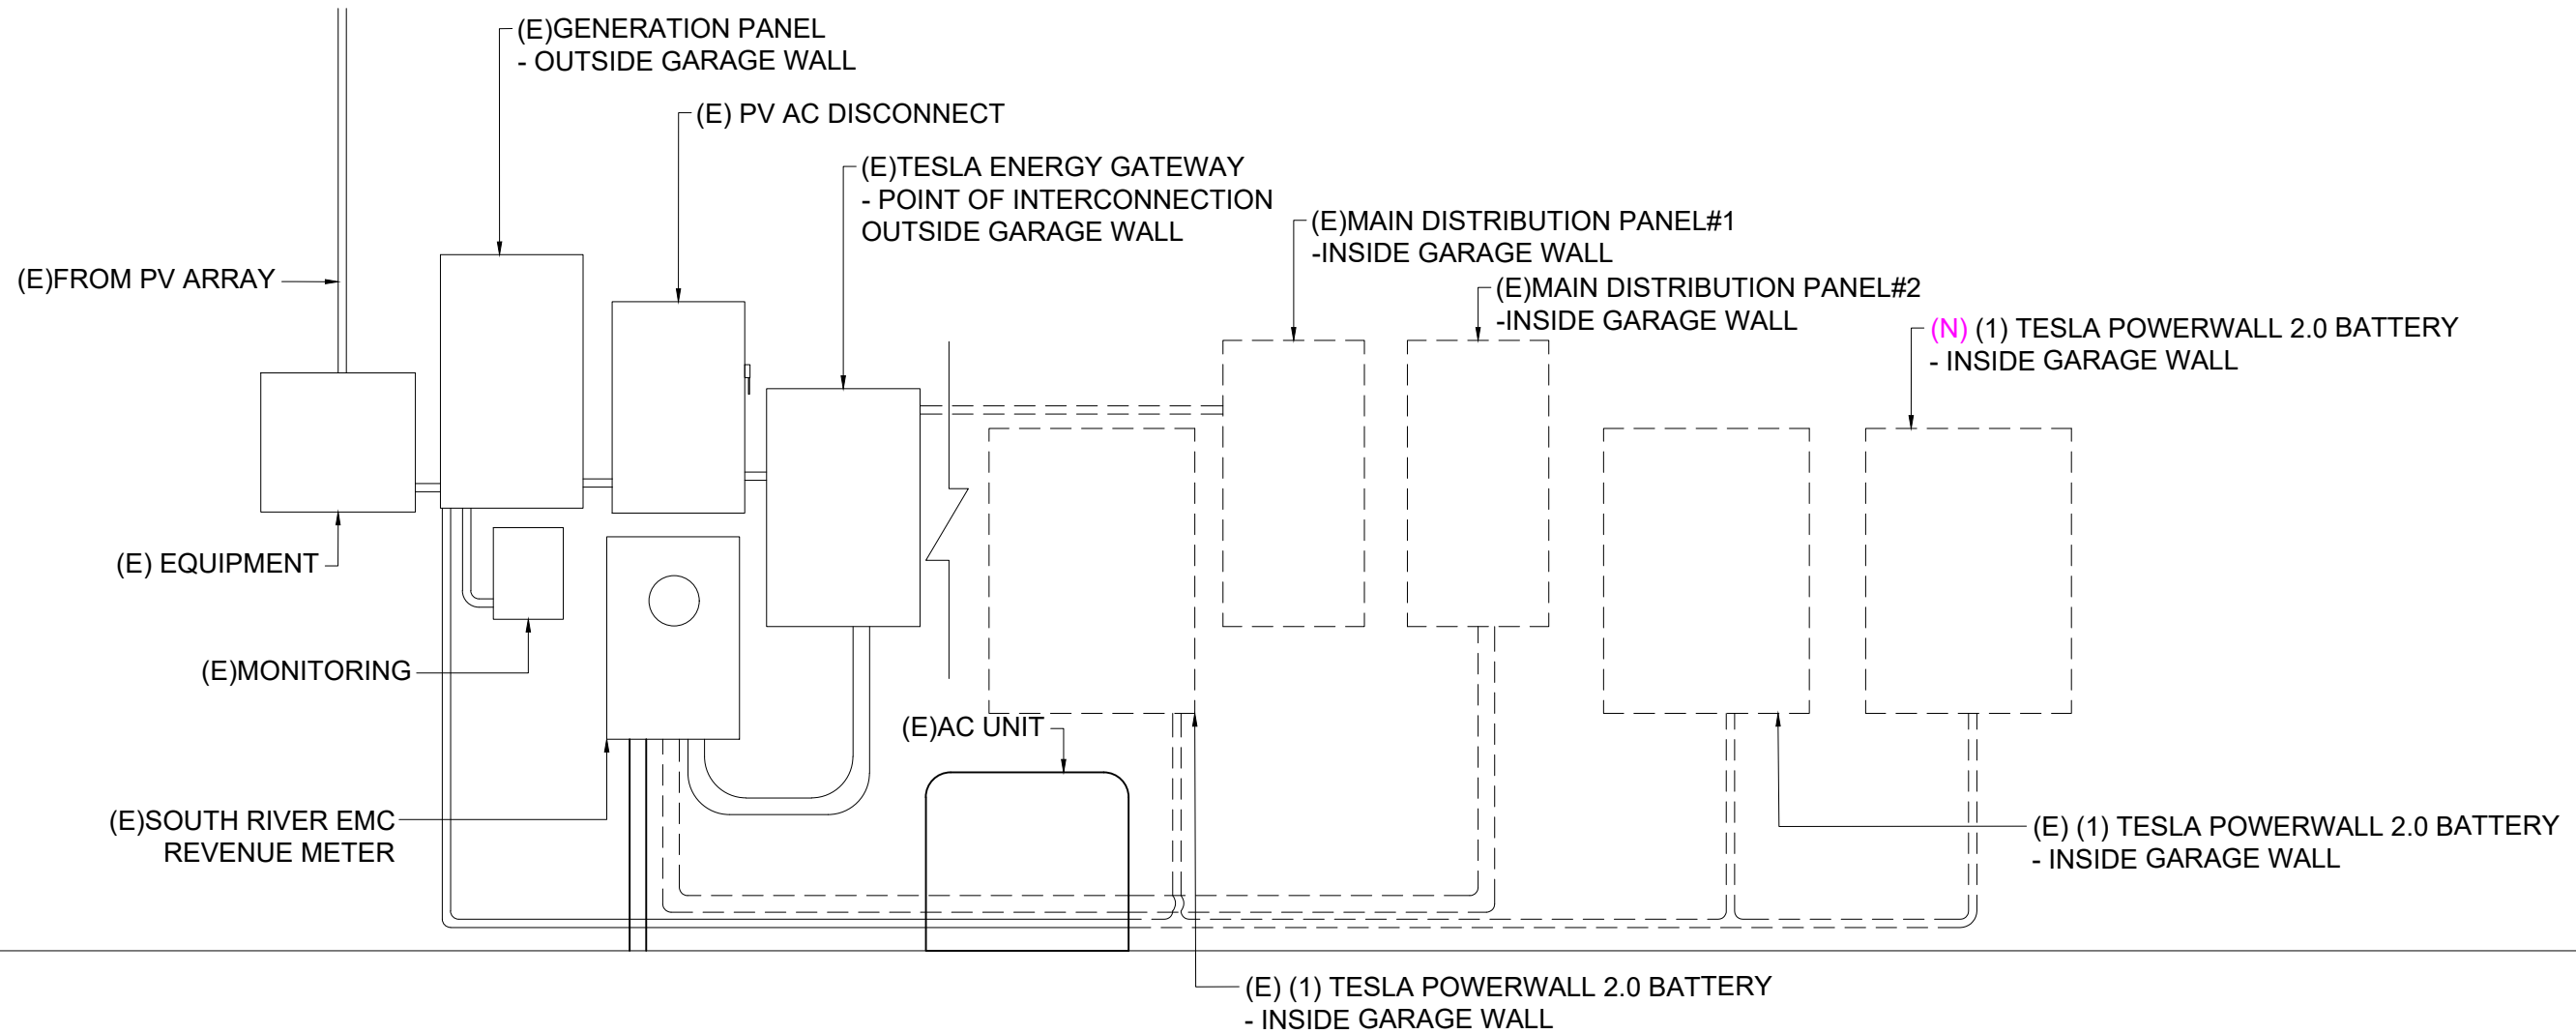 (E)GENERATION PANEL
- OUTSIDE GARAGE WALL
(E) PV AC DISCONNECT
(E)TESLA ENERGY GATEWAY
- POINT OF INTERCONNECTION
OUTSIDE GARAGE WALL
(E)MAIN DISTRIBUTION PANEL#1
-INSIDE GARAGE WALL
(E)FROM PV ARRAY
(E)MAIN DISTRIBUTION PANEL#2
-INSIDE GARAGE WALL
(N) (1) TESLA POWERWALL 2.0 BATTERY
- INSIDE GARAGE WALL
(E) EQUIPMENT
(E)MONITORING
(E)AC UNIT
(E)SOUTH RIVER EMC
REVENUE METER
(E) (1) TESLA POWERWALL 2.0 BATTERY
- INSIDE GARAGE WALL
(E) (1) TESLA POWERWALL 2.0 BATTERY
- INSIDE GARAGE WALL